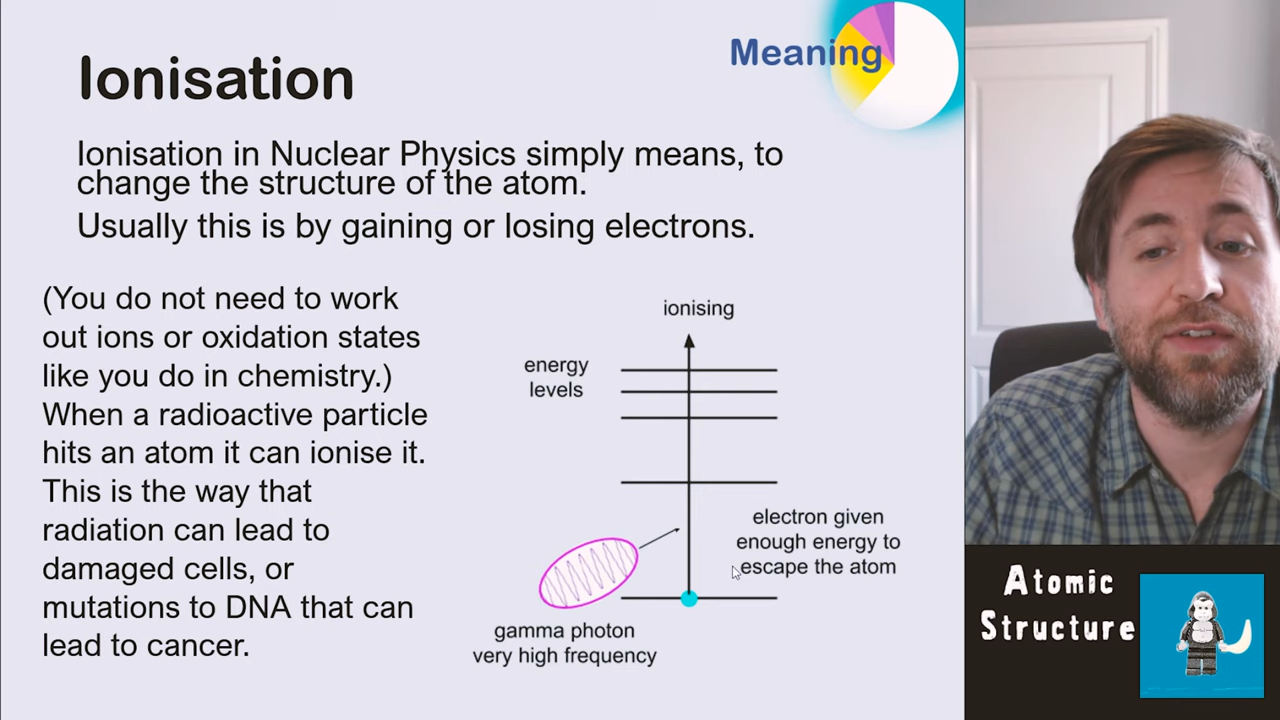 Meaning
Ionisation
Ionisation in Nuclear Physics simply means, to
change the structure of the atom.
Usually this is by gaining or losing electrons.
(You do not need to work
out ions or oxidation states
like you do in chemistry.)
When a radioactive particle
hits an atom it can ionise it.
This is the way that
radiation can lead to
damaged cells, or
mutations to DNA that can
lead to cancer.
ionising
energy
levels
electron given
enough energy to
escape the atom
gamma photon
very high frequency
Atomic
Structure